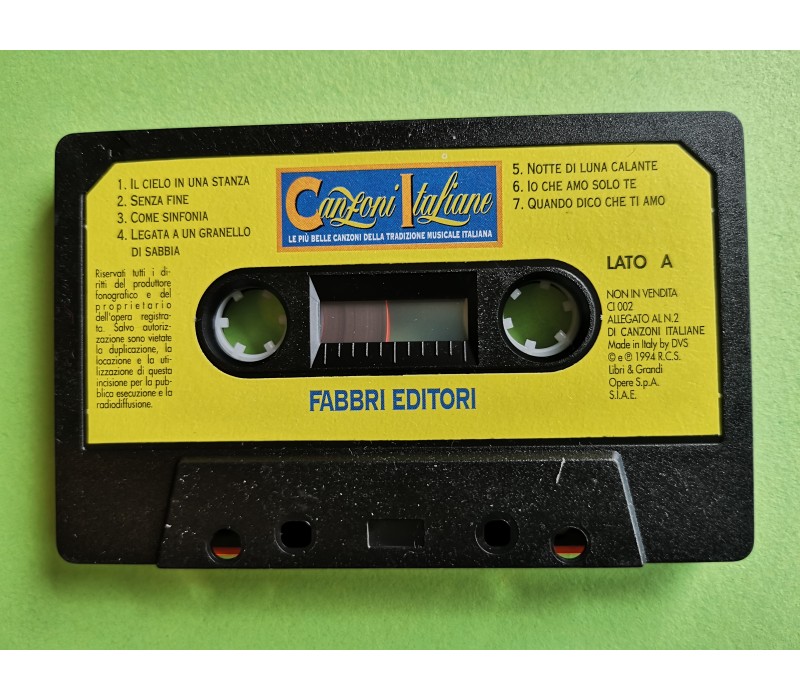 1. IL CIELO IN UNA STANZA
2. SENZA FINE
3. COME SINFONIA
4. LEGATA A UN GRANELLO
DI SABBIA
Canzoni Italiane
LE PIÙ BELLE CANZONI DELLA TRADIZIONE MUSICALE ITALIANA
5. NOTTE DI LUNA CALANTE
6. IO CHE AMO SOLO TE
7. QUANDO DICO CHE TI AMO
LATO A
Riservati tutti i di-
ritti del produttore
fonografico e del
proprietario
dell'opera registra-
ta. Salvo autoriz-
zazione sono vietate
la duplicazione, la
locazione e la uti-
lizzazione di questa
incisione per la pub-
blica esecuzione e la
radiodiffusione.
NON IN VENDITA
CI 002
ALLEGATO AL N.2
DI CANZONI ITALIANE
Made in Italy by DVS
© e ℗ 1994 R.C.S.
Libri & Grandi
Opere S.p.A.
S.I.A.E.
FABBRI EDITORI